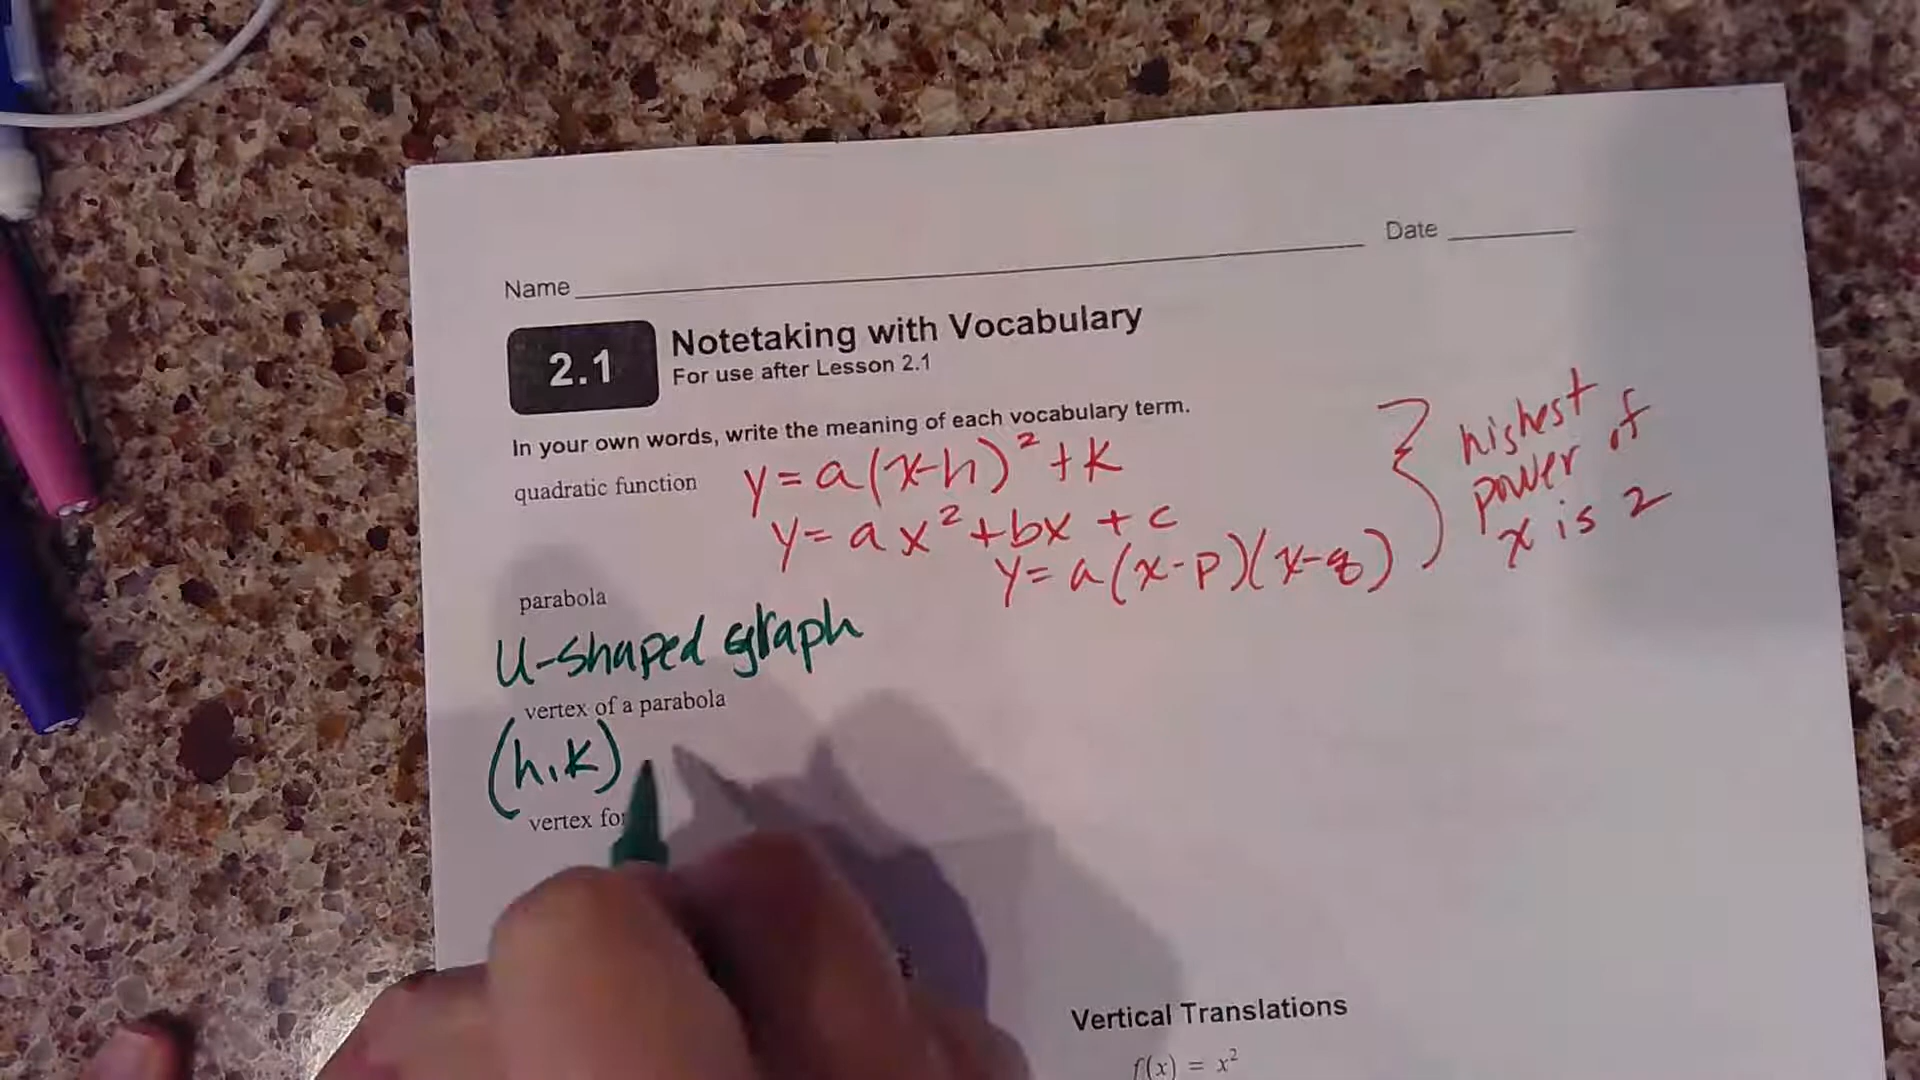 Name Date
2.1
Notetaking with Vocabulary
For use after Lesson 2.1
In your own words, write the meaning of each vocabulary term.
quadratic function
y = a(x-h)² + k
y = ax² + bx + c
y = a(x-p)(x-q)
highest
power of
x is 2
parabola
U-shaped graph
vertex of a parabola
(h,k)
vertex
Vertical Translations
f(x) = x²